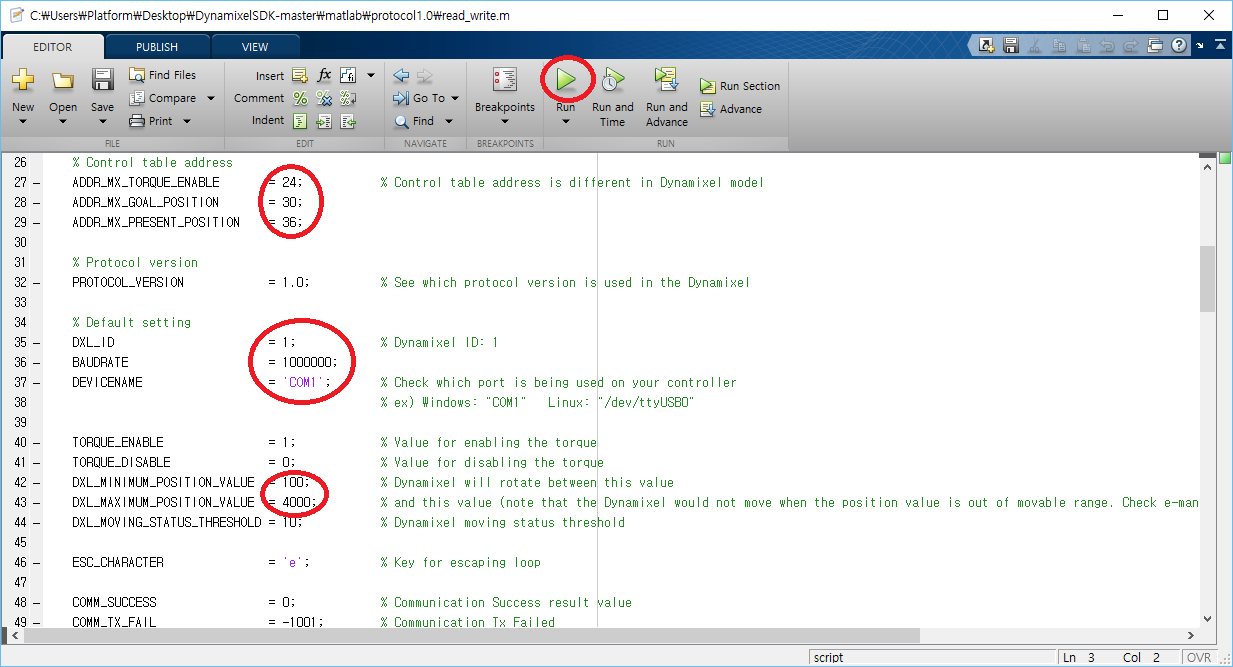 C:₩Users₩Platform₩Desktop₩DynamixelSDK-master₩matlab₩protocol1.0₩read_write.m
EDITOR PUBLISH VIEW
New Open Save Find Files Compare Print
Insert fx
Comment
Indent
Go To
Find
Breakpoints Run Run and Time Run and Advance Run Section Advance
FILE EDIT NAVIGATE BREAKPOINTS RUN
26 % Control table address
27 – ADDR_MX_TORQUE_ENABLE = 24; % Control table address is different in Dynamixel model
28 – ADDR_MX_GOAL_POSITION = 30;
29 – ADDR_MX_PRESENT_POSITION = 36;
30
31 % Protocol version
32 – PROTOCOL_VERSION = 1.0; % See which protocol version is used in the Dynamixel
33
34 % Default setting
35 – DXL_ID = 1; % Dynamixel ID: 1
36 – BAUDRATE = 1000000;
37 – DEVICENAME = 'COM1'; % Check which port is being used on your controller
38 % ex) Windows: "COM1" Linux: "/dev/ttyUSB0"
39
40 – TORQUE_ENABLE = 1; % Value for enabling the torque
41 – TORQUE_DISABLE = 0; % Value for disabling the torque
42 – DXL_MINIMUM_POSITION_VALUE = 100; % Dynamixel will rotate between this value
43 – DXL_MAXIMUM_POSITION_VALUE = 4000; % and this value (note that the Dynamixel would not move when the position value is out of movable range. Check e-man
44 – DXL_MOVING_STATUS_THRESHOLD = 10; % Dynamixel moving status threshold
45
46 – ESC_CHARACTER = 'e'; % Key for escaping loop
47
48 – COMM_SUCCESS = 0; % Communication Success result value
49 – COMM_TX_FAIL = -1001; % Communication Tx Failed
script Ln 3 Col 2 OVR